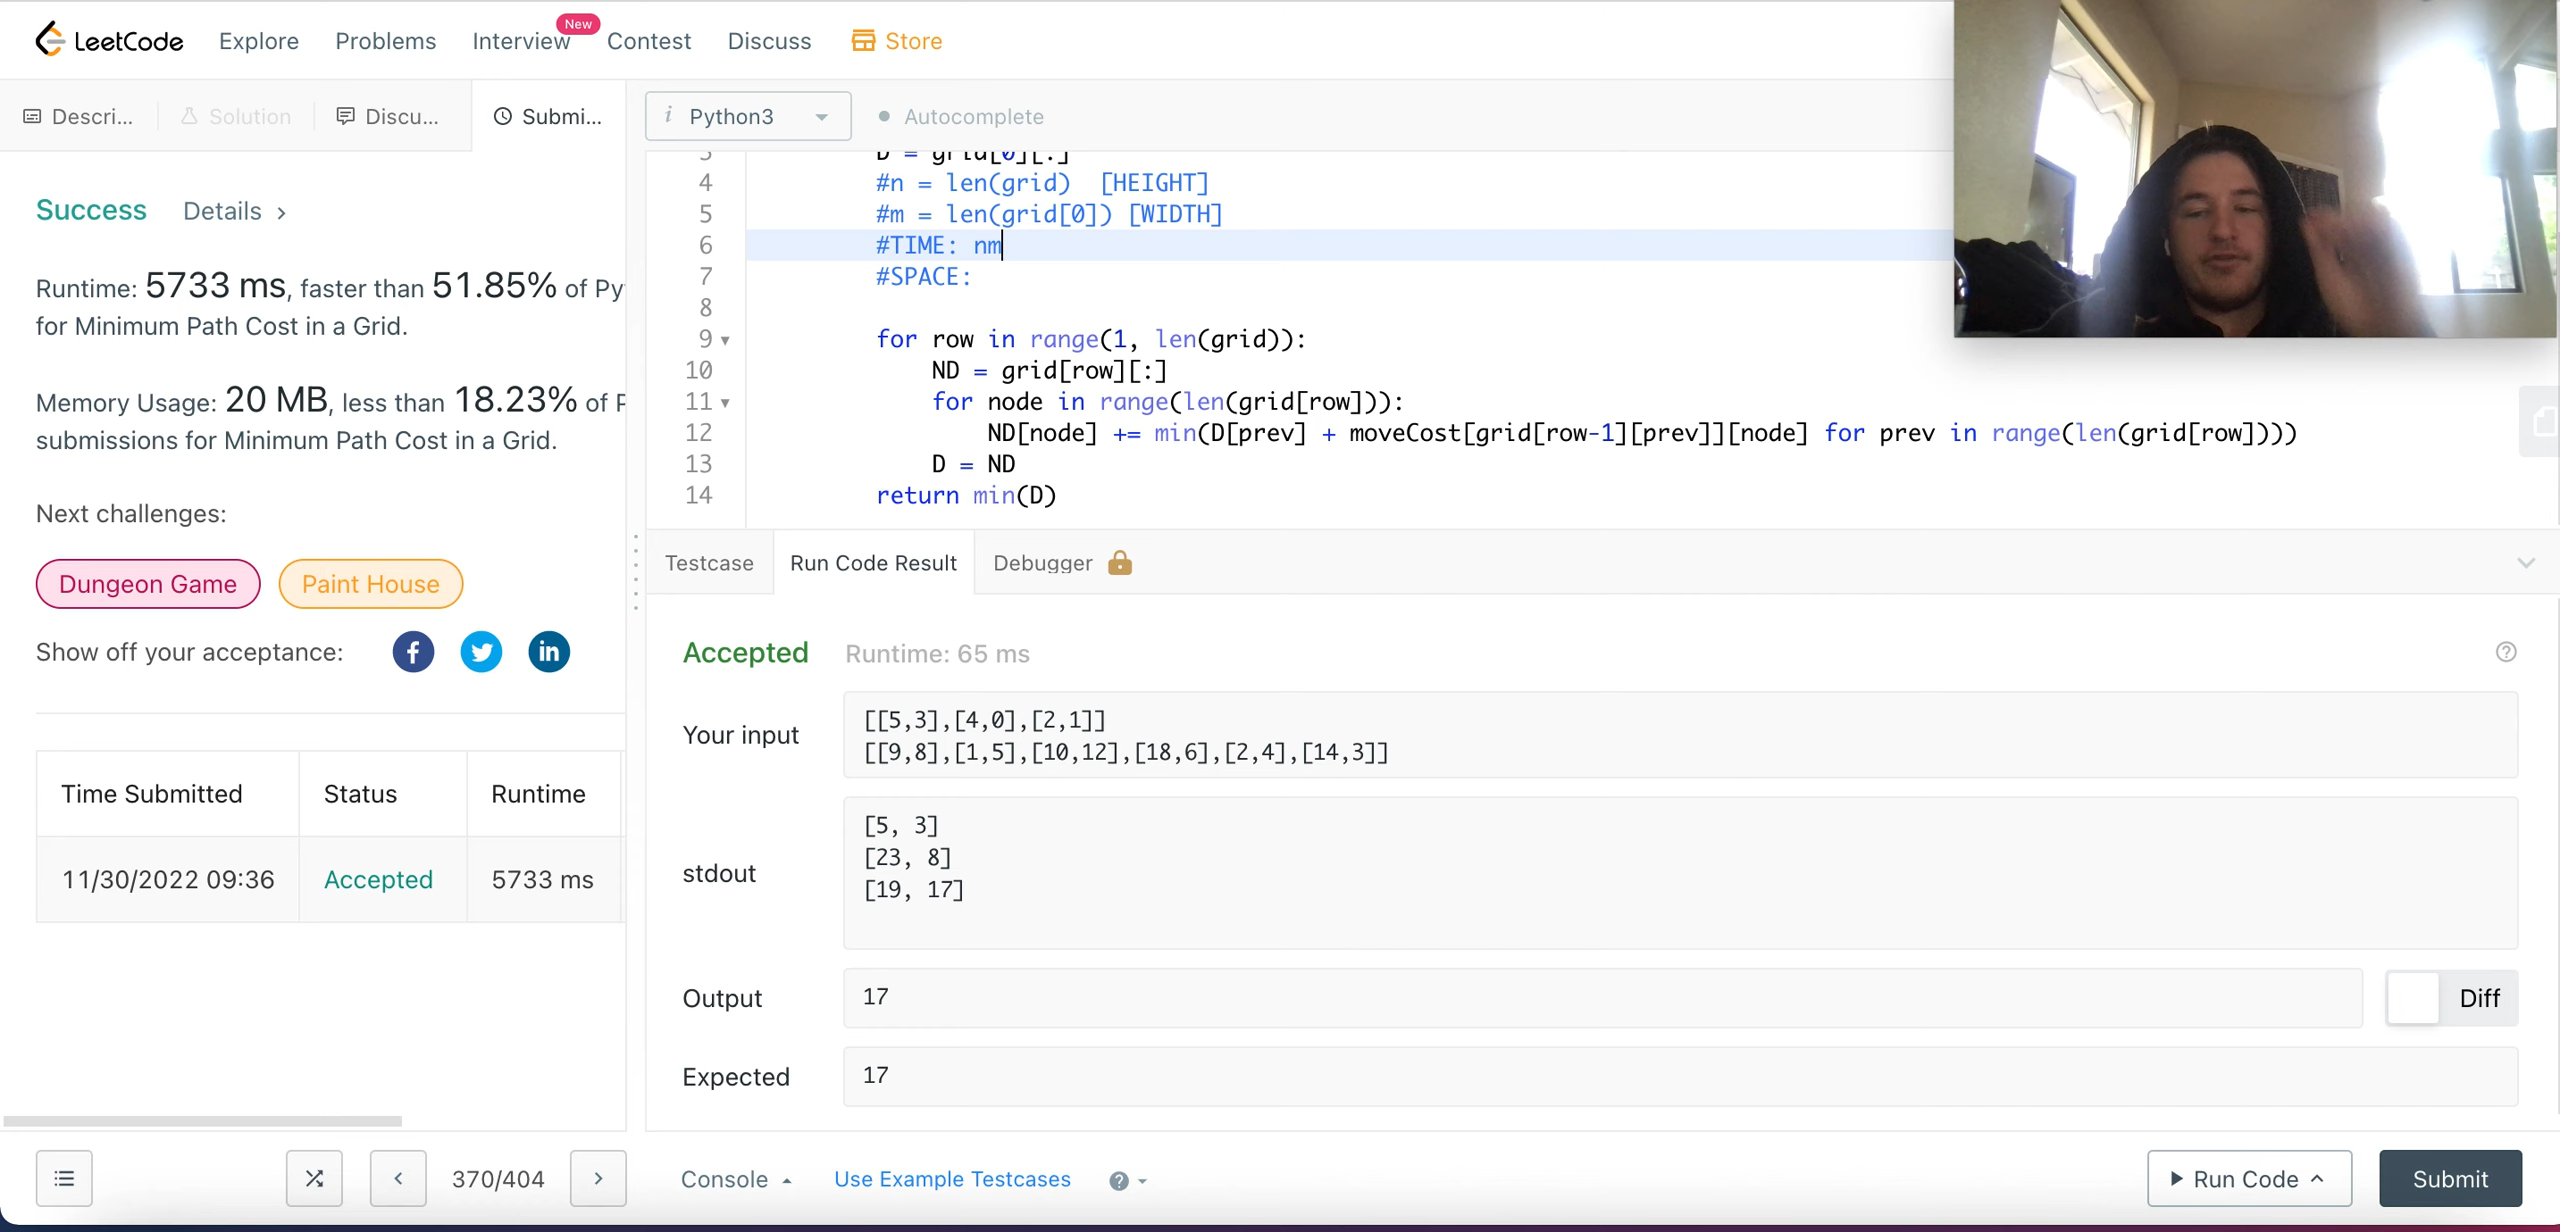 LeetCode Explore Problems Interview New Contest Discuss Store
Descri... Solution Discu... Submi...
Success Details >
Runtime: 5733 ms, faster than 51.85% of Py
for Minimum Path Cost in a Grid.
Memory Usage: 20 MB, less than 18.23% of P
submissions for Minimum Path Cost in a Grid.
Next challenges:
Dungeon Game Paint House
Show off your acceptance:
Time Submitted Status Runtime
11/30/2022 09:36 Accepted 5733 ms
370/404
i Python3 Autocomplete
3 D = grid[0][:]
4 #n = len(grid) [HEIGHT]
5 #m = len(grid[0]) [WIDTH]
6 #TIME: nm
7 #SPACE:
8
9 for row in range(1, len(grid)):
10 ND = grid[row][:]
11 for node in range(len(grid[row])):
12 ND[node] += min(D[prev] + moveCost[grid[row-1][prev]][node] for prev in range(len(grid[row])))
13 D = ND
14 return min(D)
Testcase Run Code Result Debugger
Accepted Runtime: 65 ms
Your input
[[5,3],[4,0],[2,1]]
[[9,8],[1,5],[10,12],[18,6],[2,4],[14,3]]
stdout
[5, 3]
[23, 8]
[19, 17]
Output 17 Diff
Expected 17
Console Use Example Testcases Run Code Submit